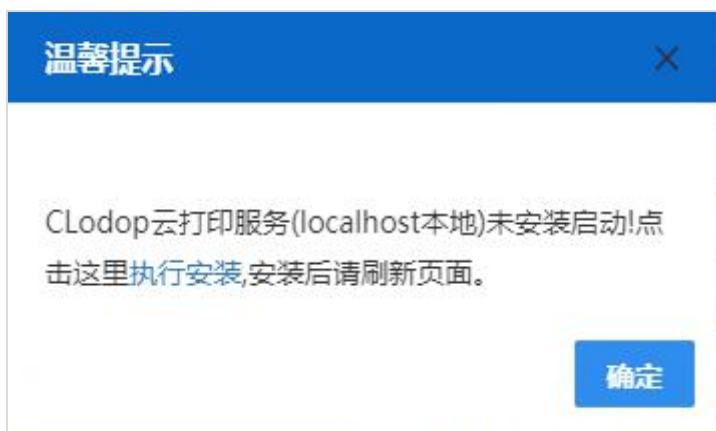 温馨提示
CLodop云打印服务(localhost本地)未安装启动!点
击这里执行安装,安装后请刷新页面。
确定